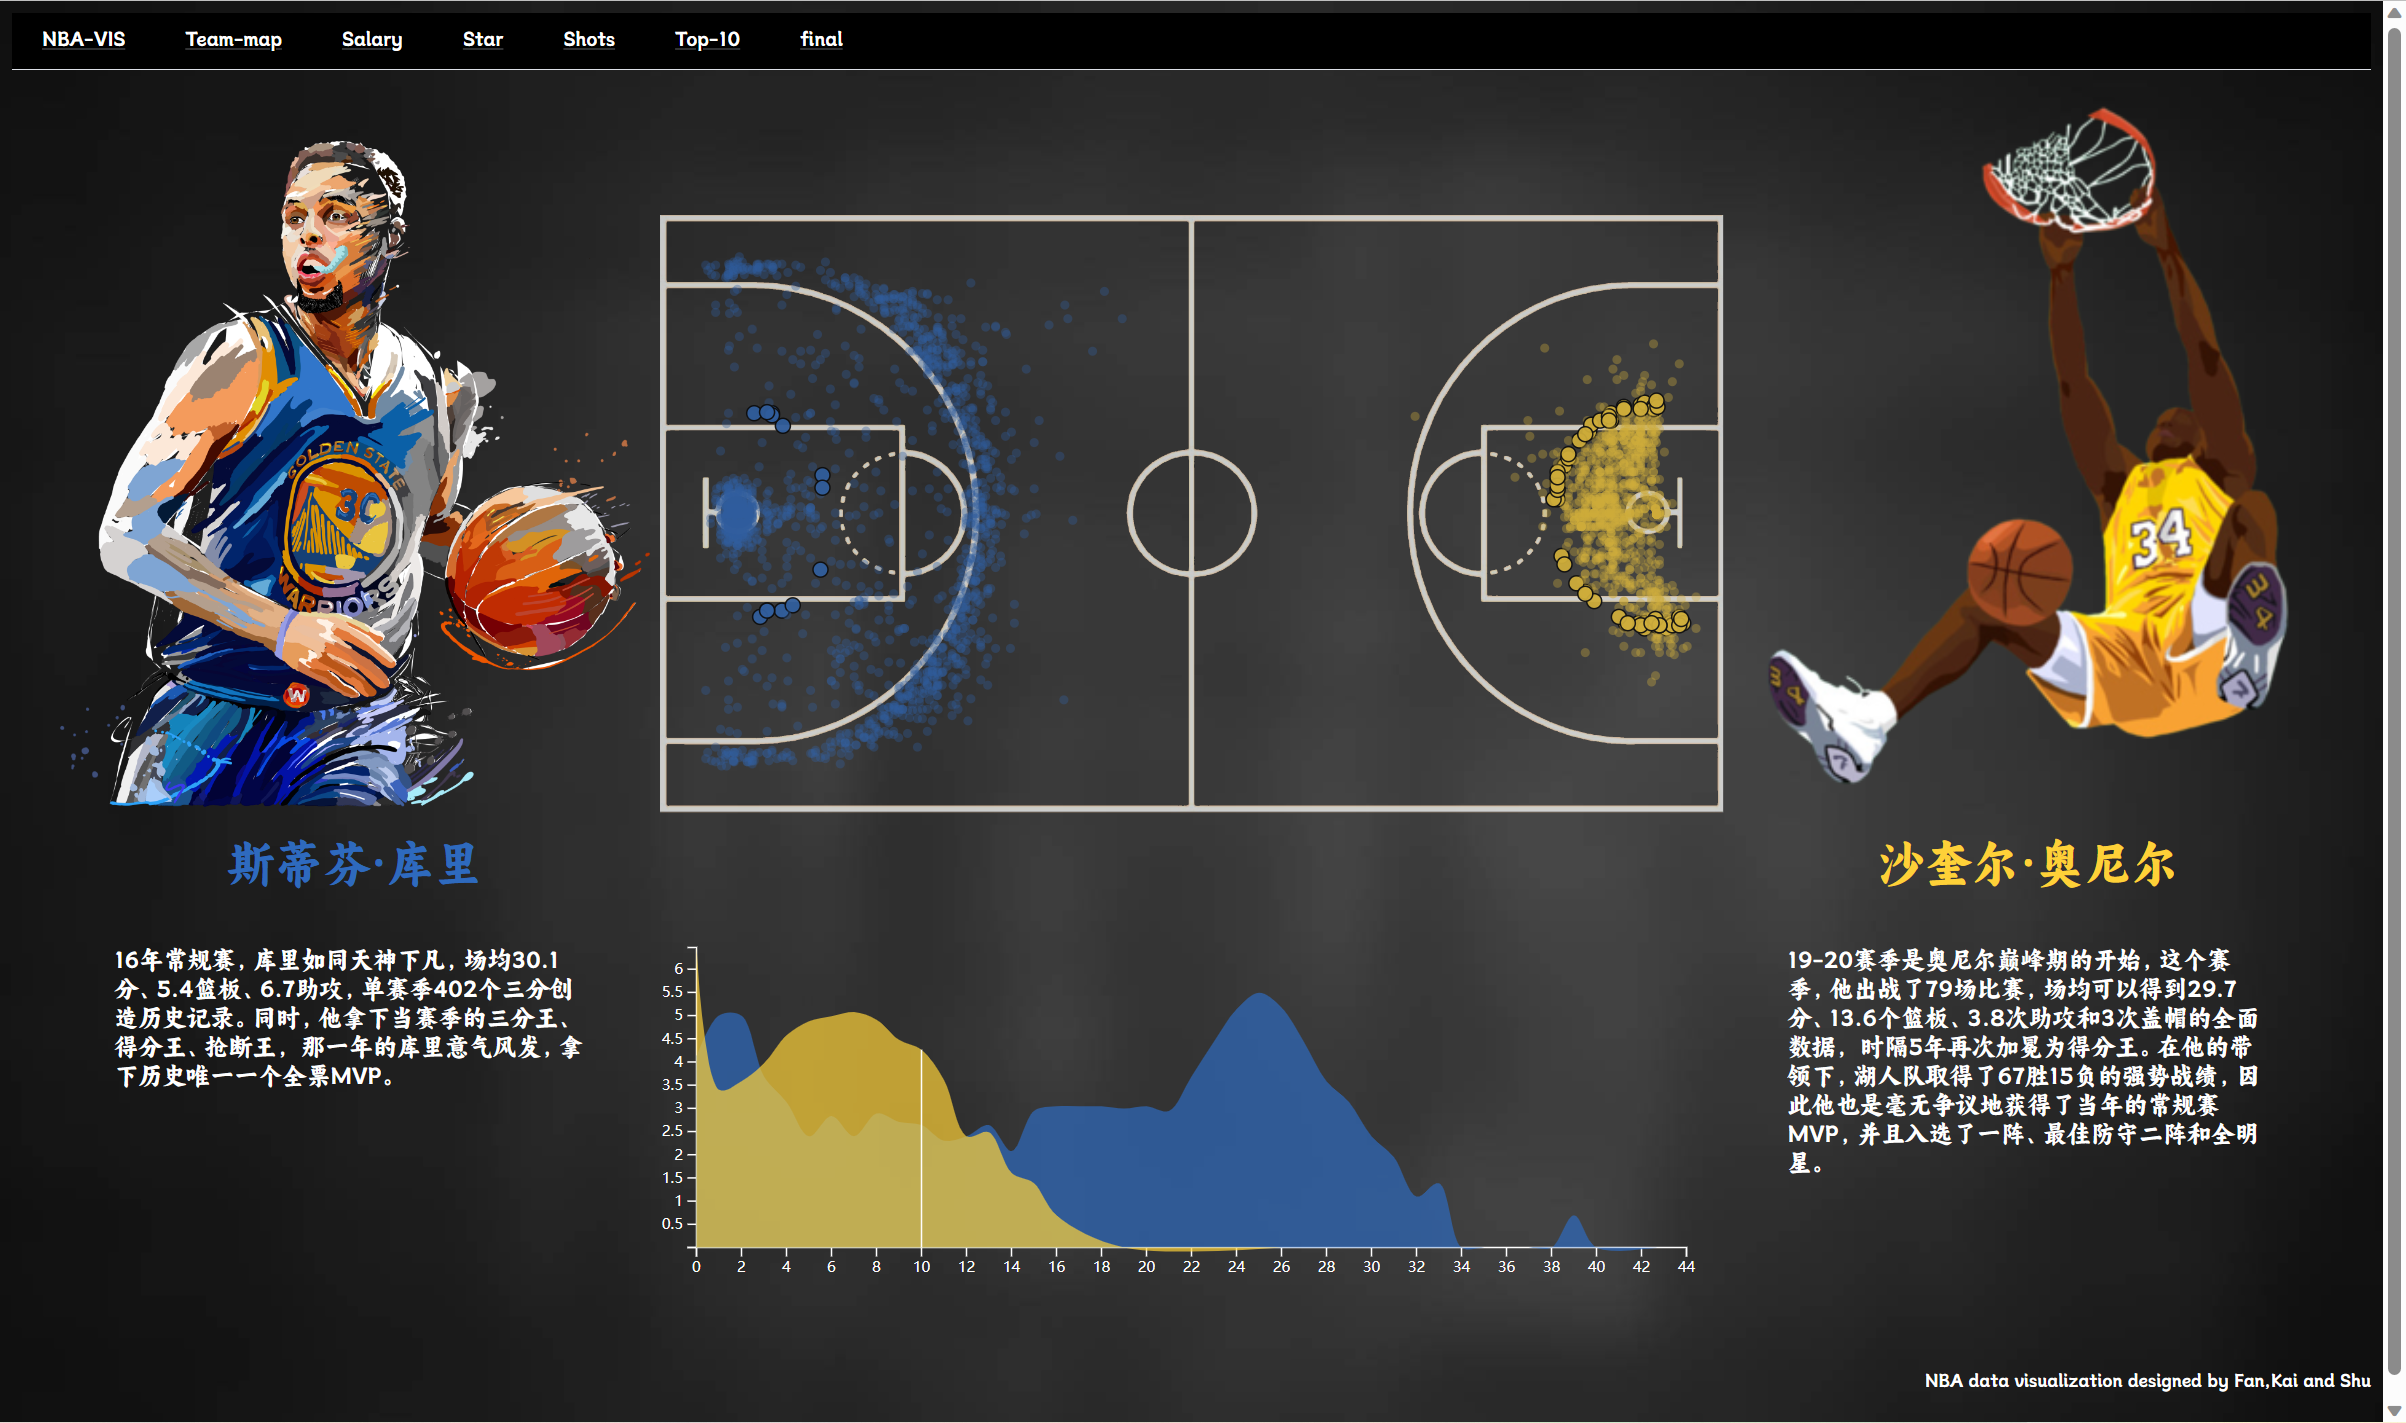 NBA-VIS Team-map Salary Star Shots Top-10 final
GOLDEN STATE
30
WARRIORS
W
34
34
34
斯蒂芬·库里
沙奎尔·奥尼尔
16年常规赛，库里如同天神下凡，场均30.1
分、5.4篮板、6.7助攻，单赛季402个三分创
造历史记录。同时，他拿下当赛季的三分王、
得分王、抢断王，那一年的库里意气风发，拿
下历史唯一一个全票MVP。
6
5.5
5
4.5
4
3.5
3
2.5
2
1.5
1
0.5
0 2 4 6 8 10 12 14 16 18 20 22 24 26 28 30 32 34 36 38 40 42 44
19-20赛季是奥尼尔巅峰期的开始，这个赛
季，他出战了79场比赛，场均可以得到29.7
分、13.6个篮板、3.8次助攻和3次盖帽的全面
数据，时隔5年再次加冕为得分王。在他的带
领下，湖人队取得了67胜15负的强势战绩，因
此他也是毫无争议地获得了当年的常规赛
MVP，并且入选了一阵、最佳防守二阵和全明
星。
NBA data visualization designed by Fan,Kai and Shu